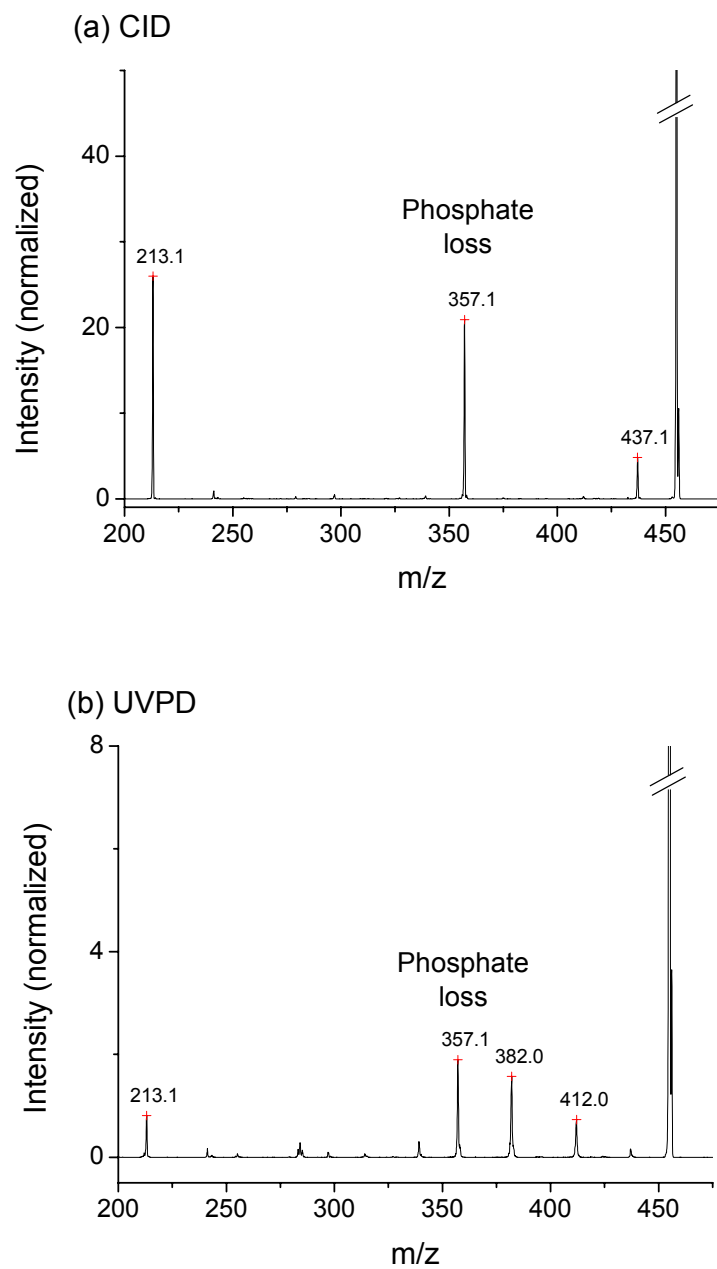 (a) CID
Intensity (normalized)
40
20
0
Phosphate
loss
213.1
357.1
437.1
200
250
300
350
400
450
m/z
(b) UVPD
Intensity (normalized)
8
4
0
Phosphate
loss
213.1
357.1
382.0
412.0
200
250
300
350
400
450
m/z